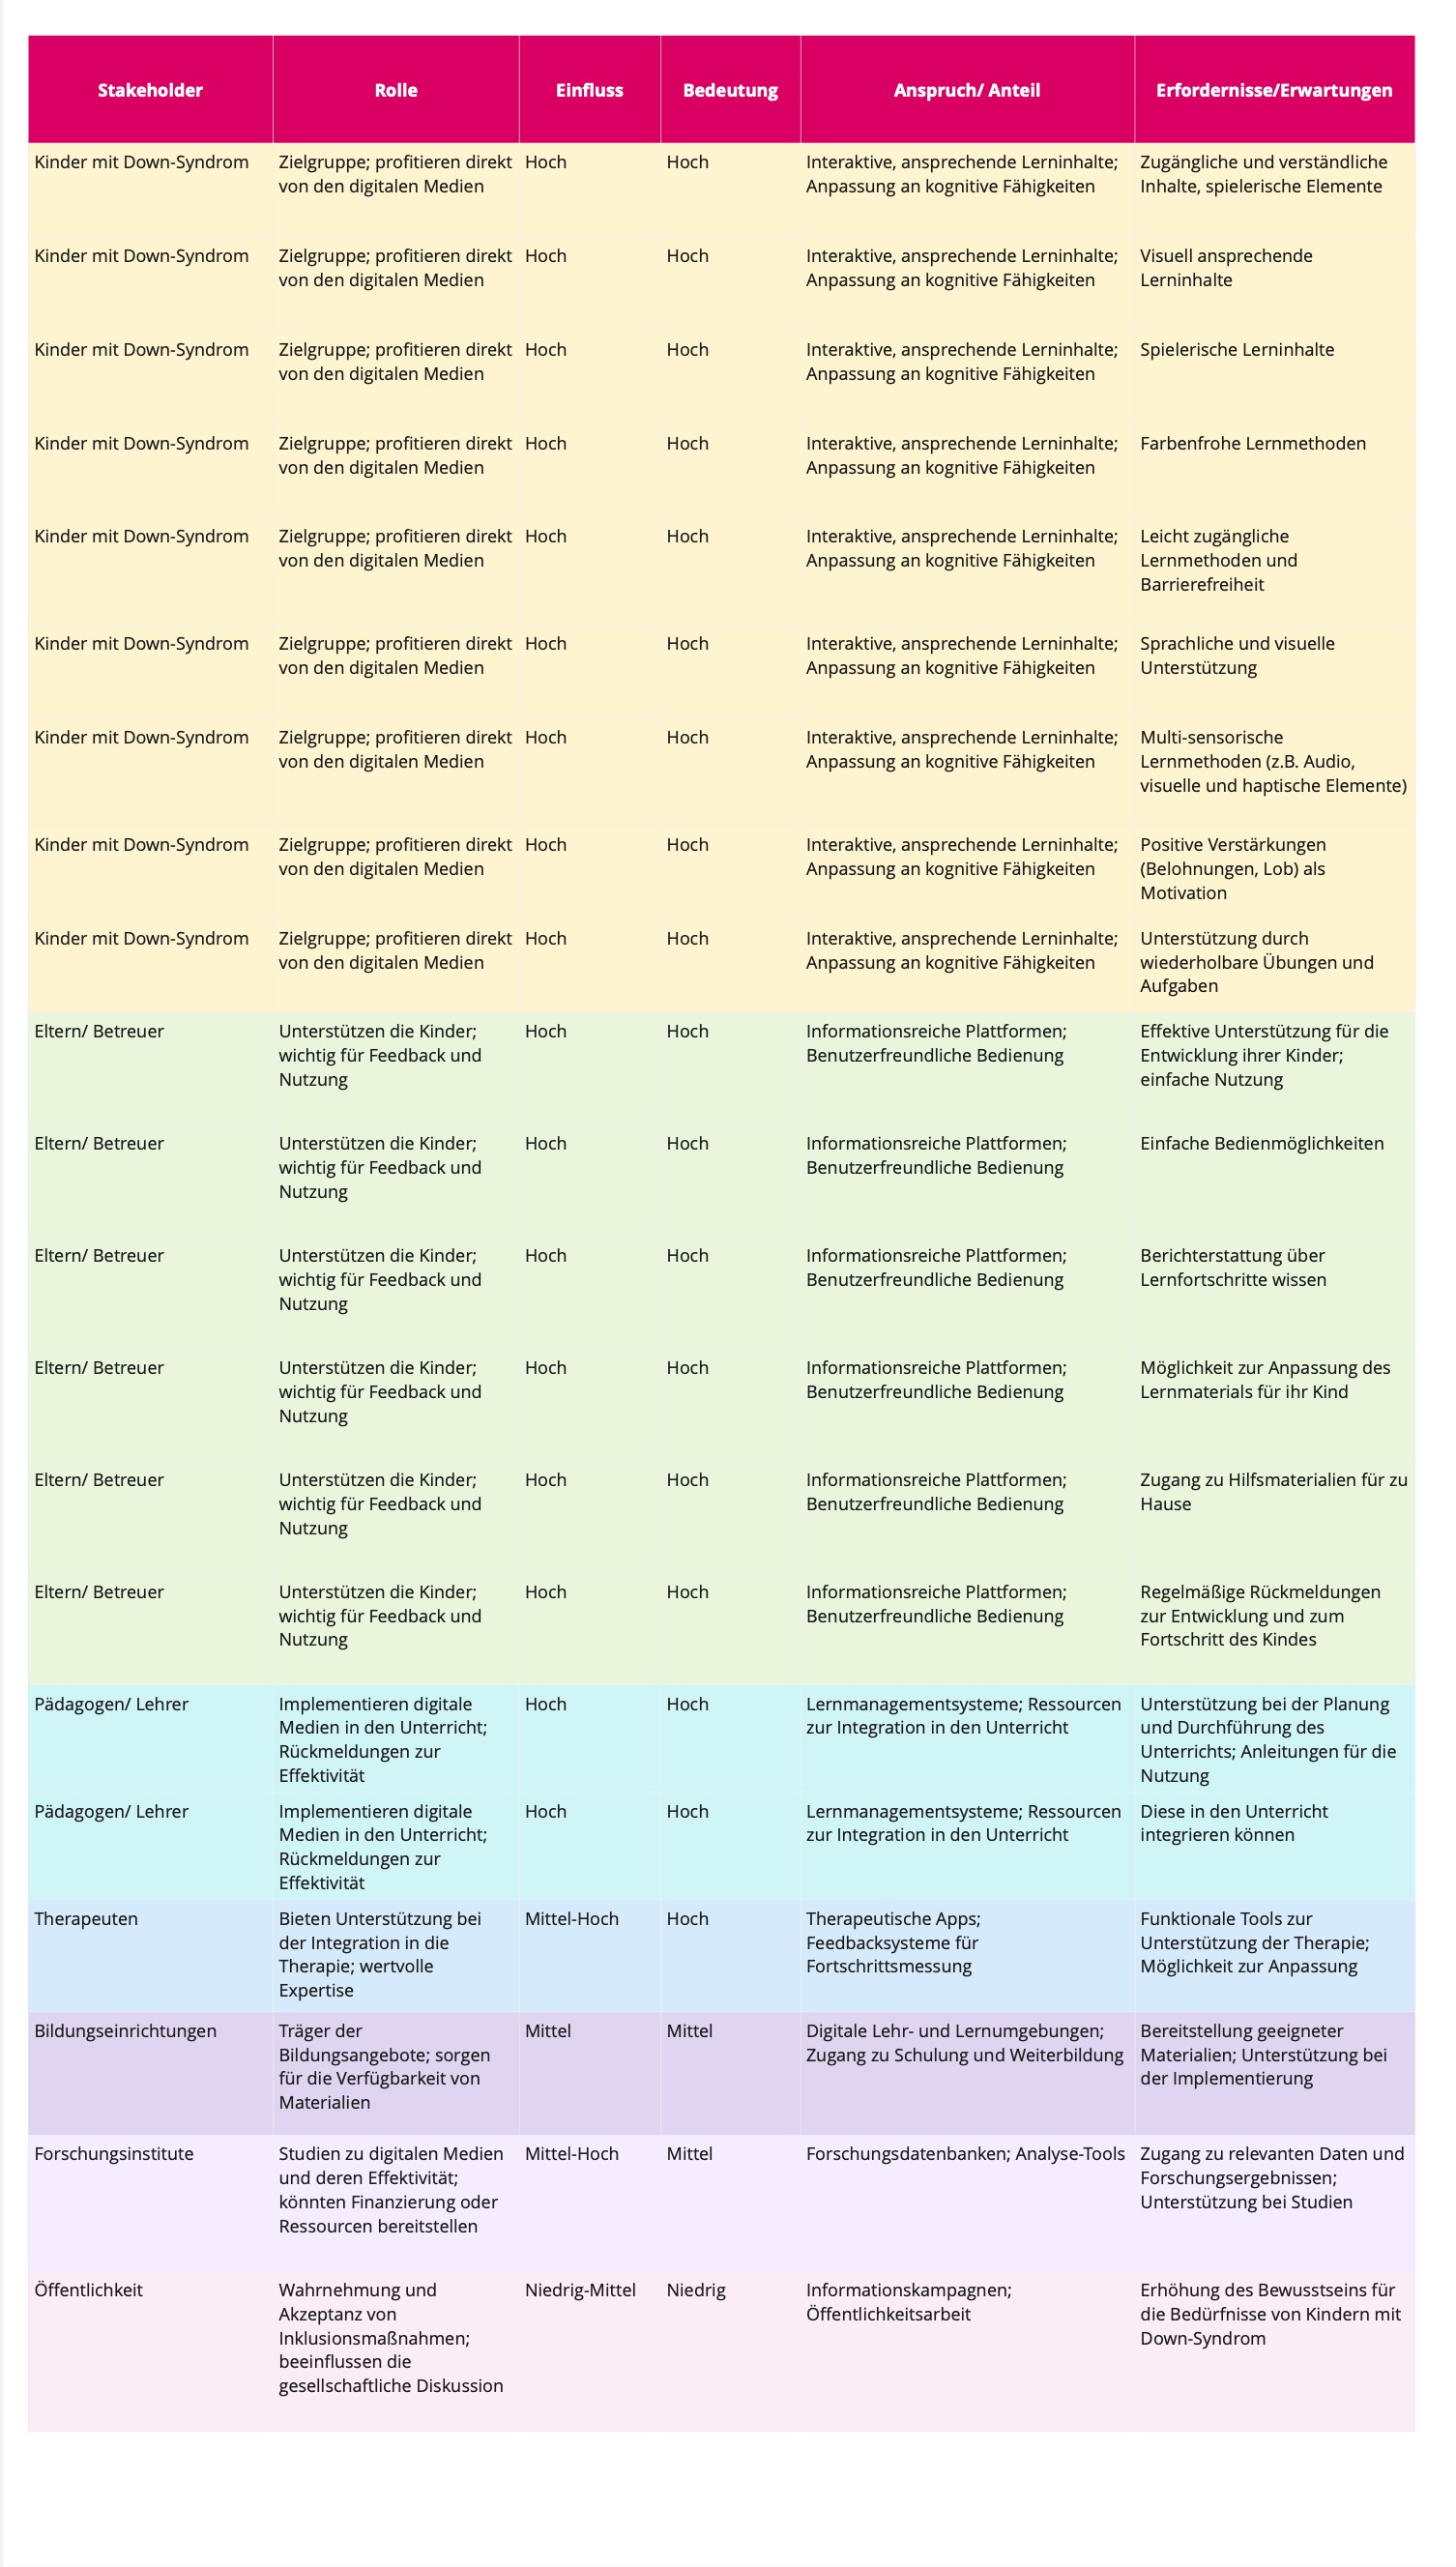 Stakeholder
Rolle
Einfluss
Bedeutung
Anspruch/ Anteil
Erfordernisse/Erwartungen
Kinder mit Down-Syndrom
Zielgruppe; profitieren direkt
von den digitalen Medien
Hoch
Hoch
Interaktive, ansprechende Lerninhalte;
Anpassung an kognitive Fähigkeiten
Zugängliche und verständliche
Inhalte, spielerische Elemente
Kinder mit Down-Syndrom
Zielgruppe; profitieren direkt
von den digitalen Medien
Hoch
Hoch
Interaktive, ansprechende Lerninhalte;
Anpassung an kognitive Fähigkeiten
Visuell ansprechende
Lerninhalte
Kinder mit Down-Syndrom
Zielgruppe; profitieren direkt
von den digitalen Medien
Hoch
Hoch
Interaktive, ansprechende Lerninhalte;
Anpassung an kognitive Fähigkeiten
Spielerische Lerninhalte
Kinder mit Down-Syndrom
Zielgruppe; profitieren direkt
von den digitalen Medien
Hoch
Hoch
Interaktive, ansprechende Lerninhalte;
Anpassung an kognitive Fähigkeiten
Farbenfrohe Lernmethoden
Kinder mit Down-Syndrom
Zielgruppe; profitieren direkt
von den digitalen Medien
Hoch
Hoch
Interaktive, ansprechende Lerninhalte;
Anpassung an kognitive Fähigkeiten
Leicht zugängliche
Lernmethoden und
Barrierefreiheit
Kinder mit Down-Syndrom
Zielgruppe; profitieren direkt
von den digitalen Medien
Hoch
Hoch
Interaktive, ansprechende Lerninhalte;
Anpassung an kognitive Fähigkeiten
Sprachliche und visuelle
Unterstützung
Kinder mit Down-Syndrom
Zielgruppe; profitieren direkt
von den digitalen Medien
Hoch
Hoch
Interaktive, ansprechende Lerninhalte;
Anpassung an kognitive Fähigkeiten
Multi-sensorische
Lernmethoden (z.B. Audio,
visuelle und haptische Elemente)
Kinder mit Down-Syndrom
Zielgruppe; profitieren direkt
von den digitalen Medien
Hoch
Hoch
Interaktive, ansprechende Lerninhalte;
Anpassung an kognitive Fähigkeiten
Positive Verstärkungen
(Belohnungen, Lob) als
Motivation
Kinder mit Down-Syndrom
Zielgruppe; profitieren direkt
von den digitalen Medien
Hoch
Hoch
Interaktive, ansprechende Lerninhalte;
Anpassung an kognitive Fähigkeiten
Unterstützung durch
wiederholbare Übungen und
Aufgaben
Eltern/ Betreuer
Unterstützen die Kinder;
wichtig für Feedback und
Nutzung
Hoch
Hoch
Informationsreiche Plattformen;
Benutzerfreundliche Bedienung
Effektive Unterstützung für die
Entwicklung ihrer Kinder;
einfache Nutzung
Eltern/ Betreuer
Unterstützen die Kinder;
wichtig für Feedback und
Nutzung
Hoch
Hoch
Informationsreiche Plattformen;
Benutzerfreundliche Bedienung
Einfache Bedienmöglichkeiten
Eltern/ Betreuer
Unterstützen die Kinder;
wichtig für Feedback und
Nutzung
Hoch
Hoch
Informationsreiche Plattformen;
Benutzerfreundliche Bedienung
Berichterstattung über
Lernfortschritte wissen
Eltern/ Betreuer
Unterstützen die Kinder;
wichtig für Feedback und
Nutzung
Hoch
Hoch
Informationsreiche Plattformen;
Benutzerfreundliche Bedienung
Möglichkeit zur Anpassung des
Lernmaterials für ihr Kind
Eltern/ Betreuer
Unterstützen die Kinder;
wichtig für Feedback und
Nutzung
Hoch
Hoch
Informationsreiche Plattformen;
Benutzerfreundliche Bedienung
Zugang zu Hilfsmaterialien für zu
Hause
Eltern/ Betreuer
Unterstützen die Kinder;
wichtig für Feedback und
Nutzung
Hoch
Hoch
Informationsreiche Plattformen;
Benutzerfreundliche Bedienung
Regelmäßige Rückmeldungen
zur Entwicklung und zum
Fortschritt des Kindes
Pädagogen/ Lehrer
Implementieren digitale
Medien in den Unterricht;
Rückmeldungen zur
Effektivität
Hoch
Hoch
Lernmanagementsysteme; Ressourcen
zur Integration in den Unterricht
Unterstützung bei der Planung
und Durchführung des
Unterrichts; Anleitungen für die
Nutzung
Pädagogen/ Lehrer
Implementieren digitale
Medien in den Unterricht;
Rückmeldungen zur
Effektivität
Hoch
Hoch
Lernmanagementsysteme; Ressourcen
zur Integration in den Unterricht
Diese in den Unterricht
integrieren können
Therapeuten
Bieten Unterstützung bei
der Integration in die
Therapie; wertvolle
Expertise
Mittel-Hoch
Hoch
Therapeutische Apps;
Feedbacksysteme für
Fortschrittsmessung
Funktionale Tools zur
Unterstützung der Therapie;
Möglichkeit zur Anpassung
Bildungseinrichtungen
Träger der
Bildungsangebote; sorgen
für die Verfügbarkeit von
Materialien
Mittel
Mittel
Digitale Lehr- und Lernumgebungen;
Zugang zu Schulung und Weiterbildung
Bereitstellung geeigneter
Materialien; Unterstützung bei
der Implementierung
Forschungsinstitute
Studien zu digitalen Medien
und deren Effektivität;
könnten Finanzierung oder
Ressourcen bereitstellen
Mittel-Hoch
Mittel
Forschungsdatenbanken; Analyse-Tools
Zugang zu relevanten Daten und
Forschungsergebnissen;
Unterstützung bei Studien
Öffentlichkeit
Wahrnehmung und
Akzeptanz von
Inklusionsmaßnahmen;
beeinflussen die
gesellschaftliche Diskussion
Niedrig-Mittel
Niedrig
Informationskampagnen;
Öffentlichkeitsarbeit
Erhöhung des Bewusstseins für
die Bedürfnisse von Kindern mit
Down-Syndrom